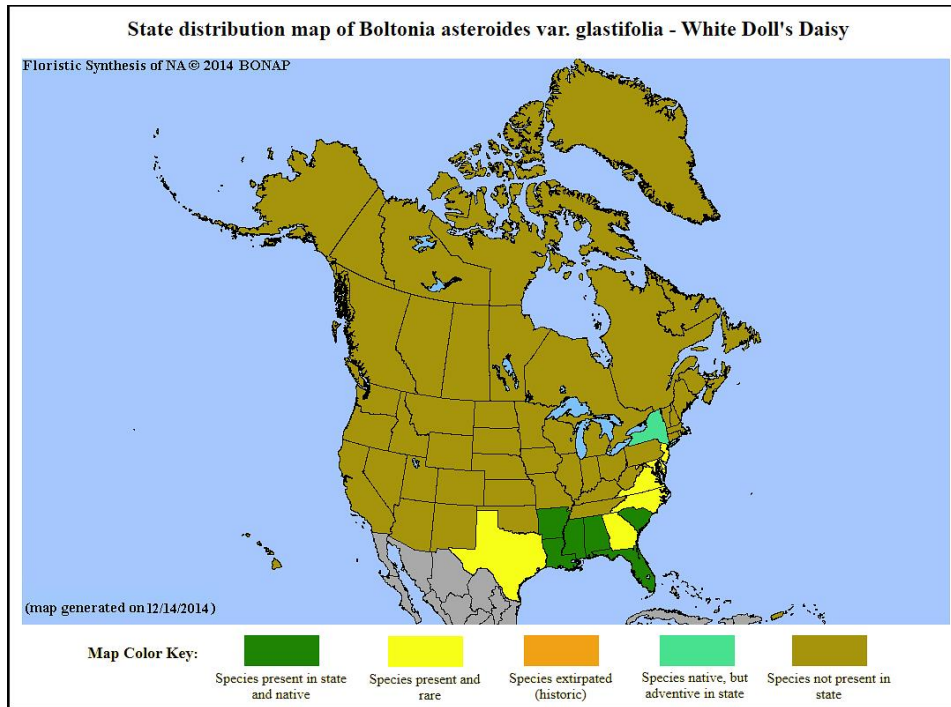 State distribution map of Boltonia asteroides var. glastifolia - White Doll's Daisy
Floristic Synthesis of NA © 2014 BONAP
(map generated on 12/14/2014)
Map Color Key:
Species present in state
and native
Species present and
rare
Species extirpated
(historic)
Species native, but
adventive in state
Species not present in
state